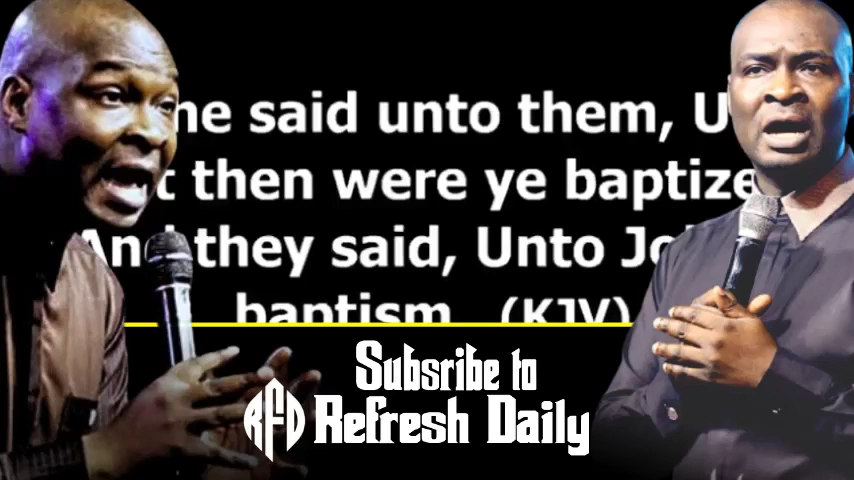 he said unto them, U
t then were ye baptize
And they said, Unto Jo
baptism. (KJV)
Subsribe to
RFD Refresh Daily